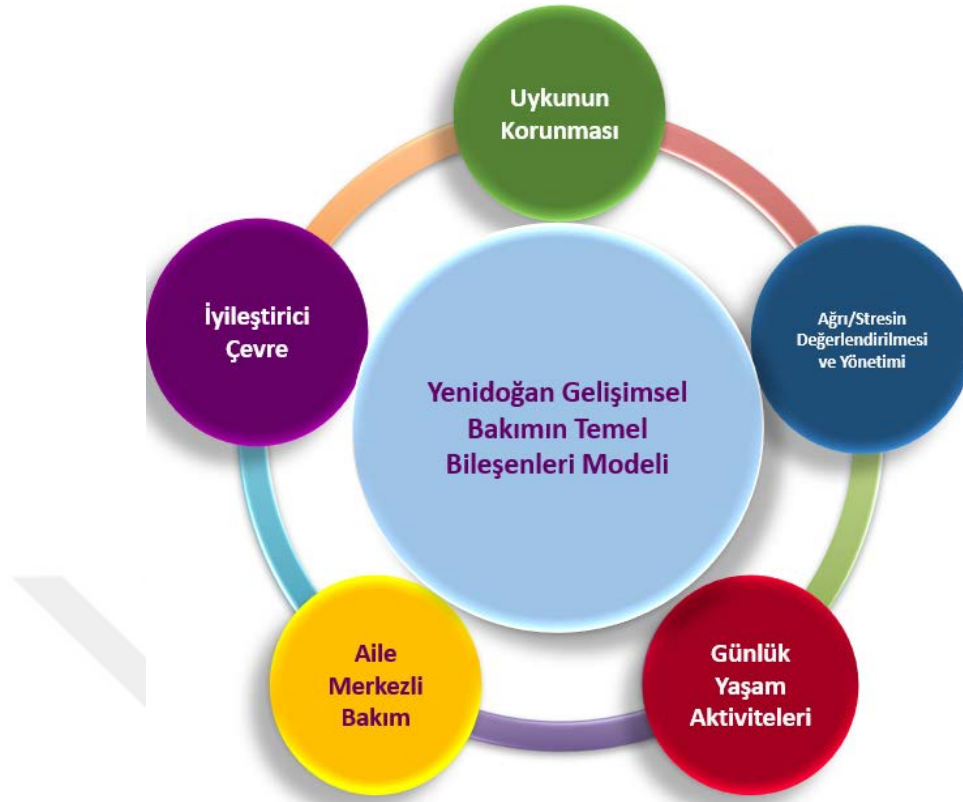 Uykunun
Korunması
İyileştirici
Çevre
Ağrı/Stresin
Değerlendirilmesi
ve Yönetimi
Yenidoğan Gelişimsel
Bakımın Temel
Bileşenleri Modeli
Aile
Merkezli
Bakım
Günlük
Yaşam
Aktiviteleri